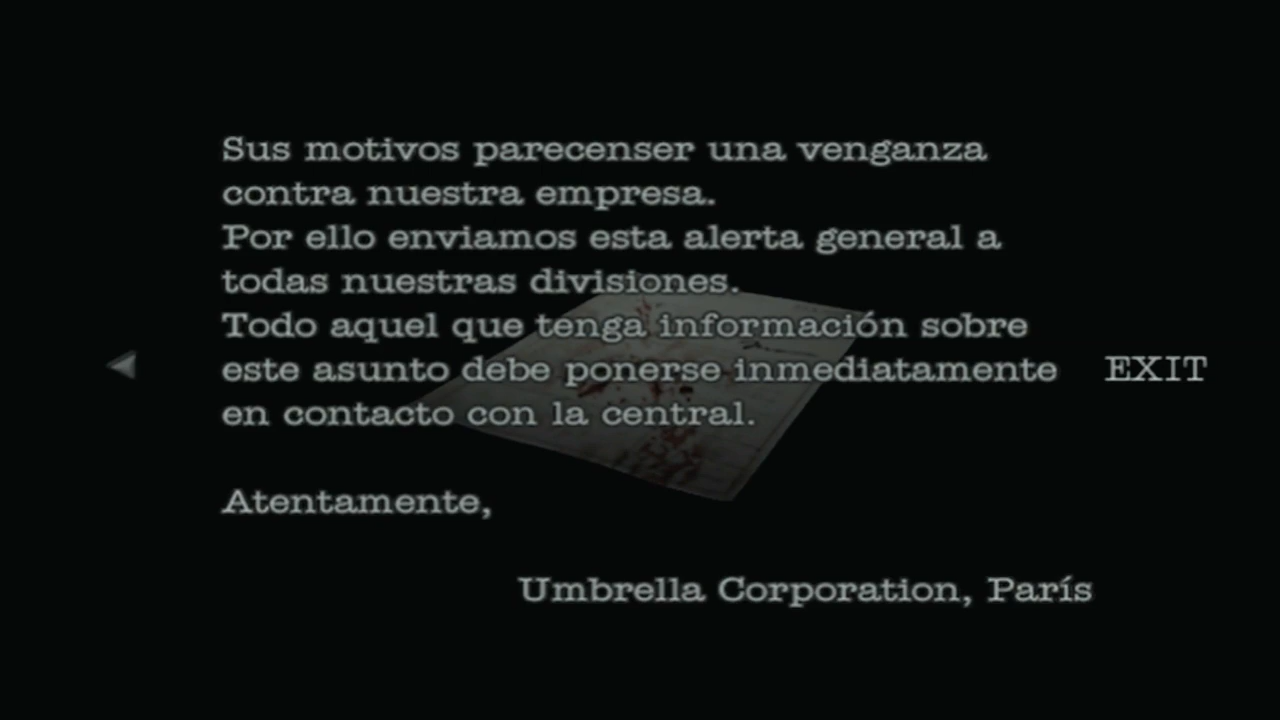 Sus motivos parecenser una venganza
contra nuestra empresa.
Por ello enviamos esta alerta general a
todas nuestras divisiones.
Todo aquel que tenga información sobre
este asunto debe ponerse inmediatamente
en contacto con la central.
Atentamente,
Umbrella Corporation, París
EXIT